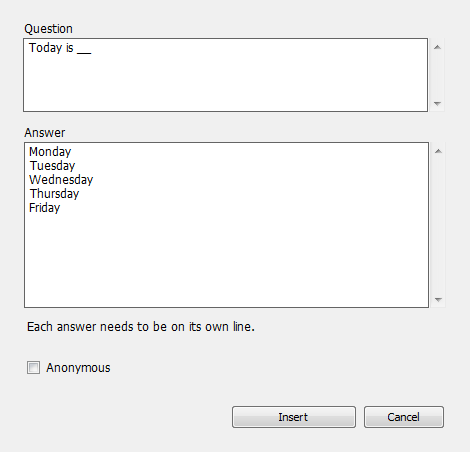 Question
Today is __
Answer
Monday
Tuesday
Wednesday
Thursday
Friday
Each answer needs to be on its own line.
Anonymous
Insert Cancel